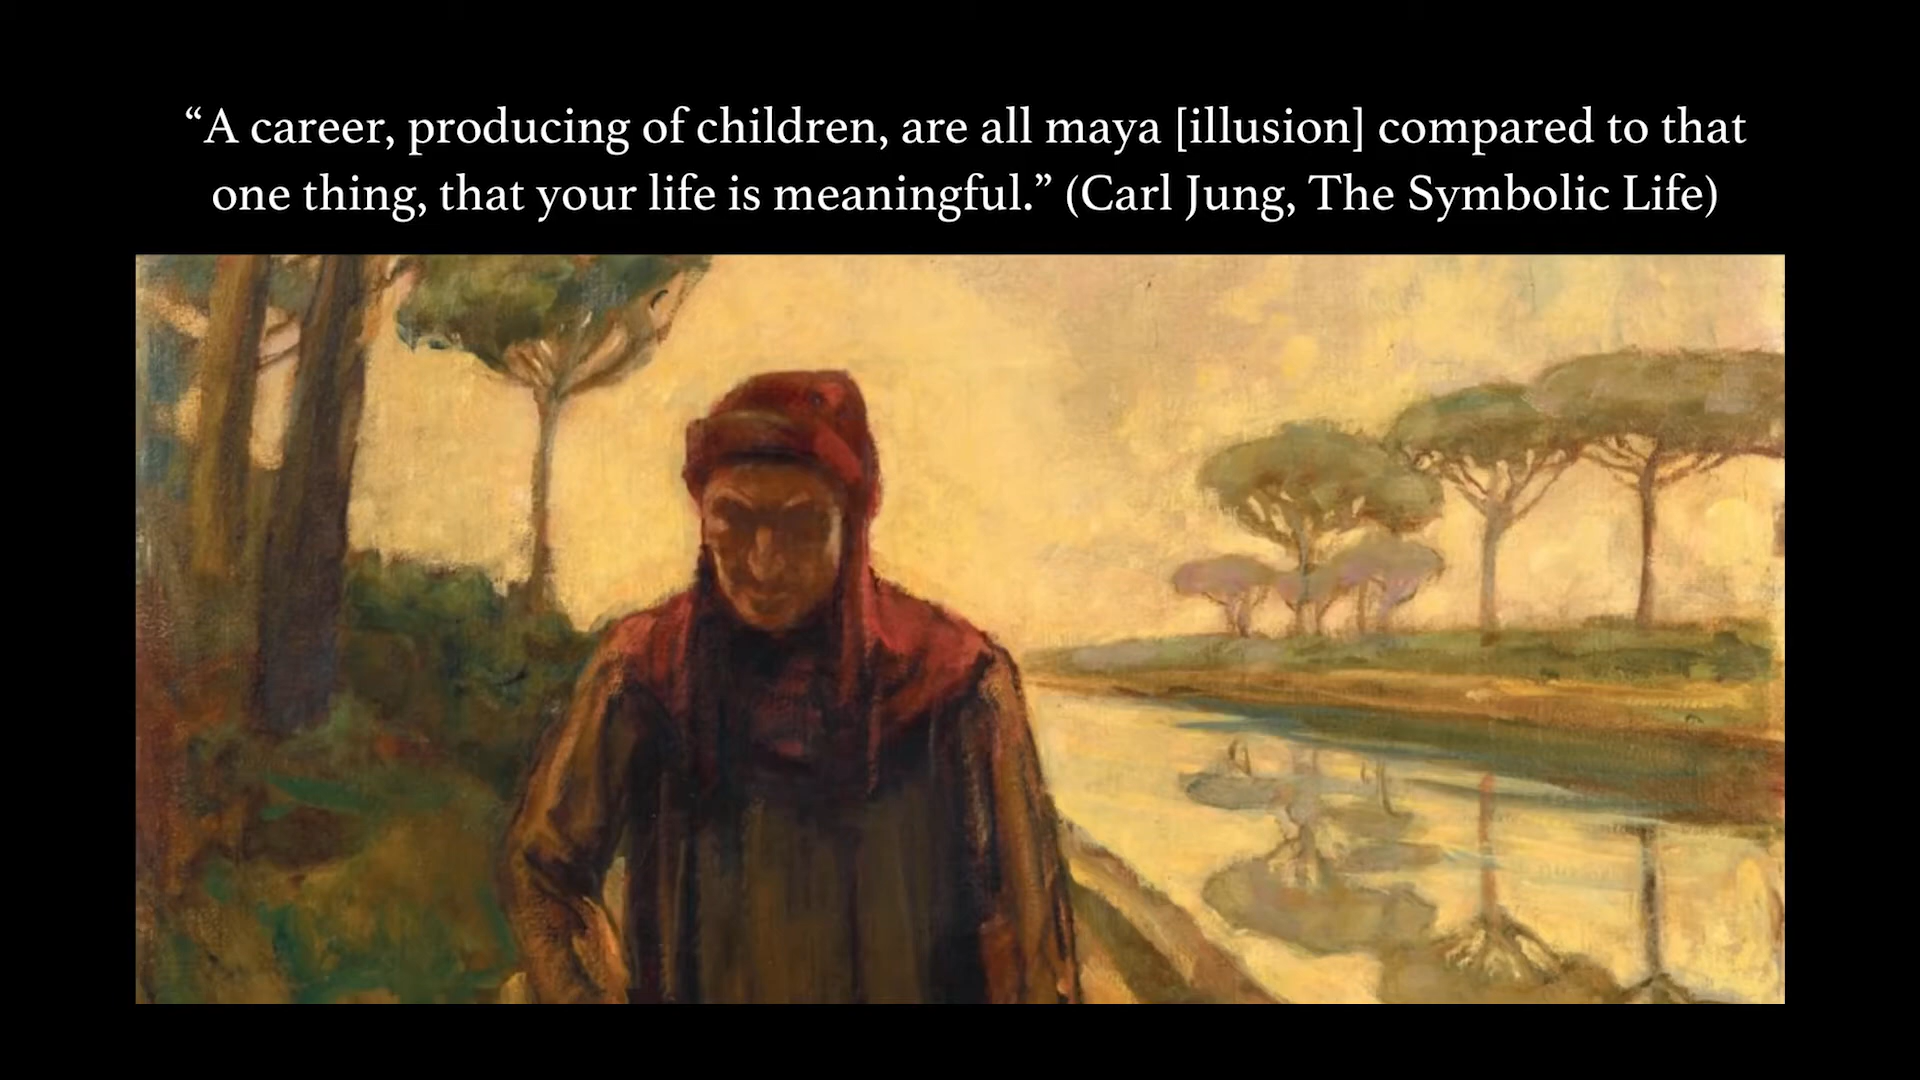 “A career, producing of children, are all maya [illusion] compared to that
one thing, that your life is meaningful.” (Carl Jung, The Symbolic Life)